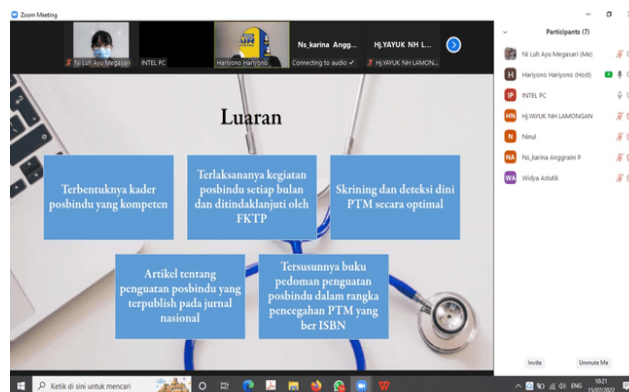 Zoom Meeting
Participants (7)
Ni Luh Ayu Megasari
INTEL PC
Hariyono Hariyono
Ns_karina Angg...
Connecting to audio
Hj.YAYUK NH L...
Hj.YAYUK NH LAMON...
Ni Luh Ayu Megasari (Me)
H Hariyono Hariyono (Host)
IP INTEL PC
HN Hj.YAYUK NH LAMONGAN
N Ninul
NA Ns_karina Anggraini P
WA Widya Astutik
Luaran
Terbentuknya kader
posbindu yang kompeten
Terlaksananya kegiatan
posbindu setiap bulan
dan ditindaklanjuti oleh
FKTP
Skrining dan deteksi dini
PTM secara optimal
Artikel tentang
penguatan posbindu yang
terpublish pada jurnal
nasional
Tersusunnya buku
pedoman penguatan
posbindu dalam rangka
pencegahan PTM yang
ber ISBN
Invite
Unmute Me
Ketik di sini untuk mencari
ENG
10:21
15/07/2022